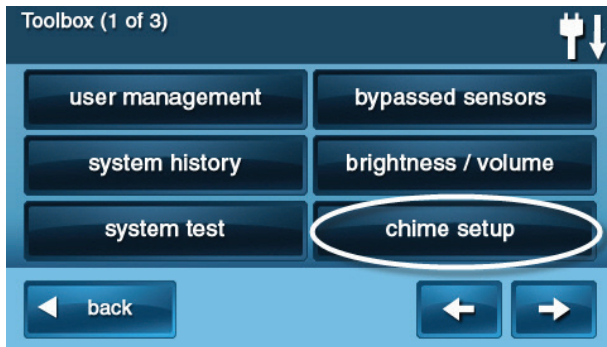 Toolbox (1 of 3)
user management
bypassed sensors
system history
brightness / volume
system test
chime setup
back